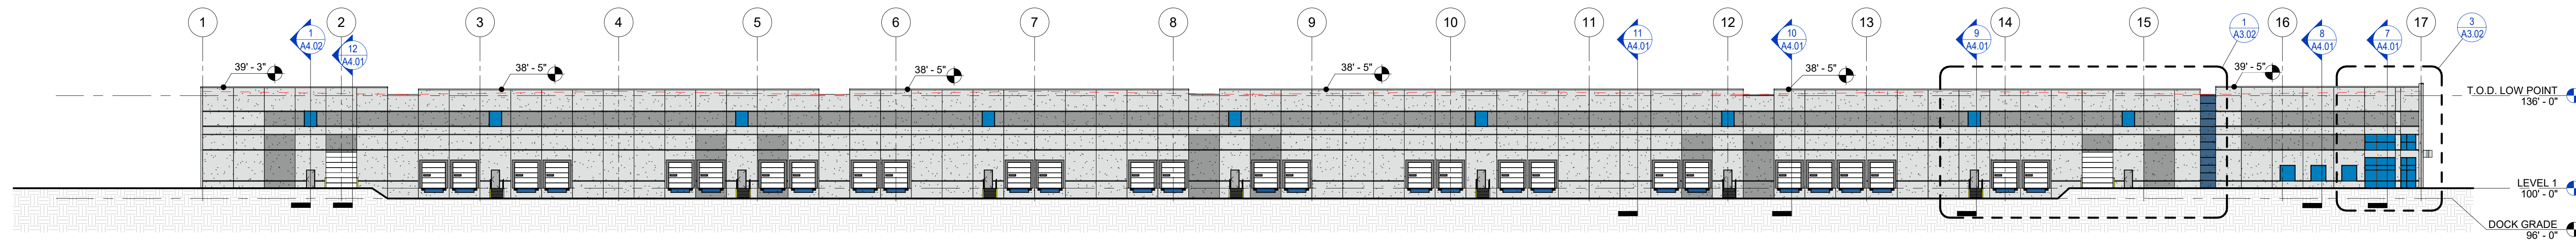 1
2
3
4
5
6
7
8
9
10
11
12
13
14
15
16
17
1
A4.02
12
A4.01
11
A4.01
10
A4.01
9
A4.01
1
A3.02
8
A4.01
7
A4.01
3
A3.02
39' - 3"
38' - 5"
38' - 5"
38' - 5"
38' - 5"
39' - 5"
T.O.D. LOW POINT
136' - 0"
LEVEL 1
100' - 0"
DOCK GRADE
96' - 0"